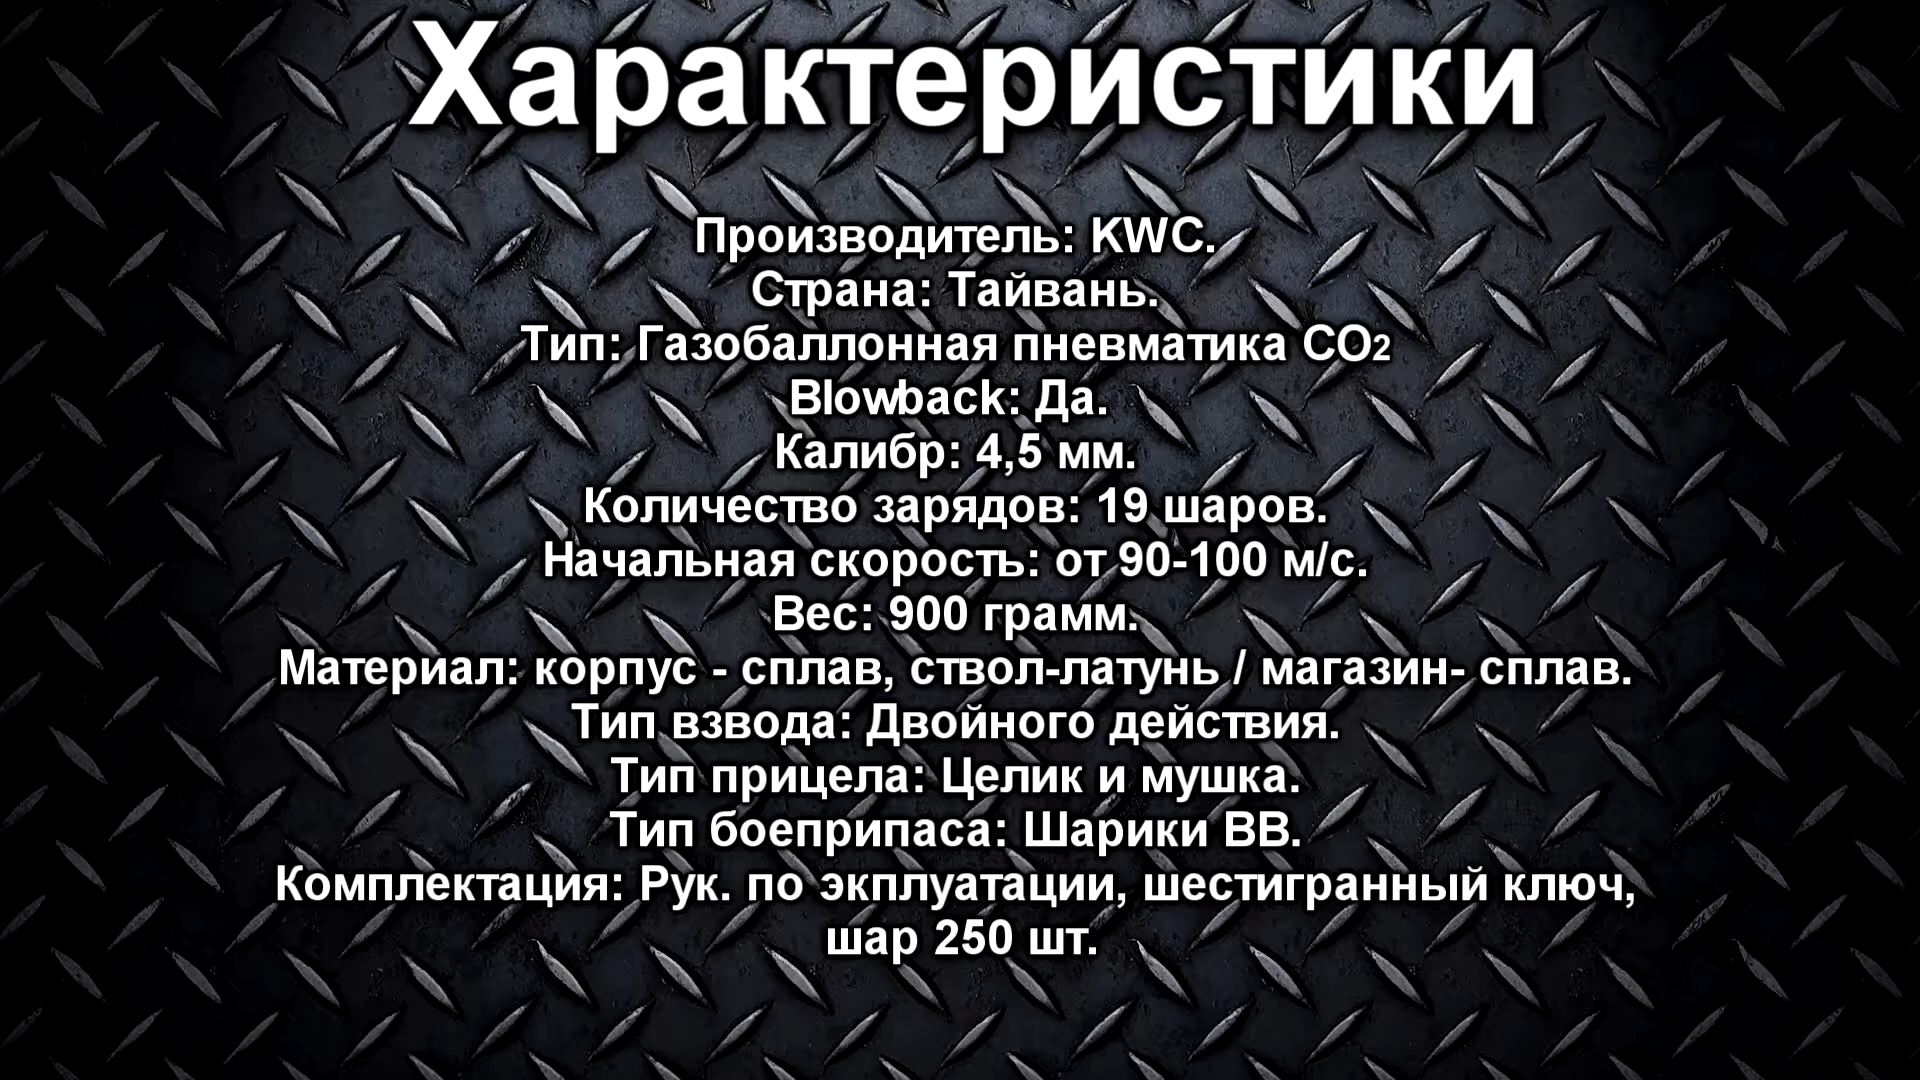 Характеристики
Производитель: KWC.
Страна: Тайвань.
Тип: Газобаллонная пневматика СО2
Blowback: Да.
Калибр: 4,5 мм.
Количество зарядов: 19 шаров.
Начальная скорость: от 90-100 м/с.
Вес: 900 грамм.
Материал: корпус - сплав, ствол-латунь / магазин- сплав.
Тип взвода: Двойного действия.
Тип прицела: Целик и мушка.
Тип боеприпаса: Шарики BB.
Комплектация: Рук. по экплуатации, шестигранный ключ,
шар 250 шт.